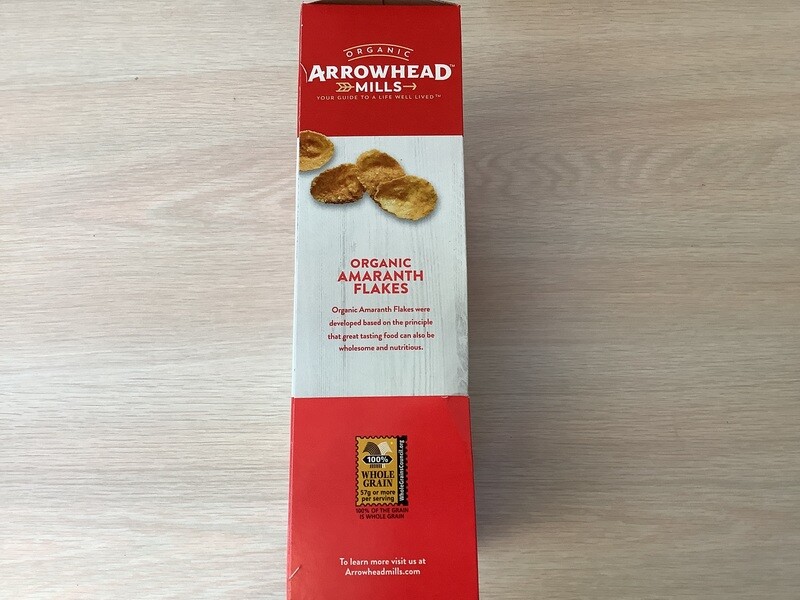 ORGANIC
ARROWHEAD™
MILLS
YOUR GUIDE TO A LIFE WELL LIVED™
ORGANIC
AMARANTH
FLAKES
Organic Amaranth Flakes were
developed based on the principle
that great tasting food can also be
wholesome and nutritious.
100%
WHOLE
GRAIN
57g or more
per serving
WholeGrainsCouncil.org
100% OF THE GRAIN
IS WHOLE GRAIN
To learn more visit us at
Arrowheadmills.com